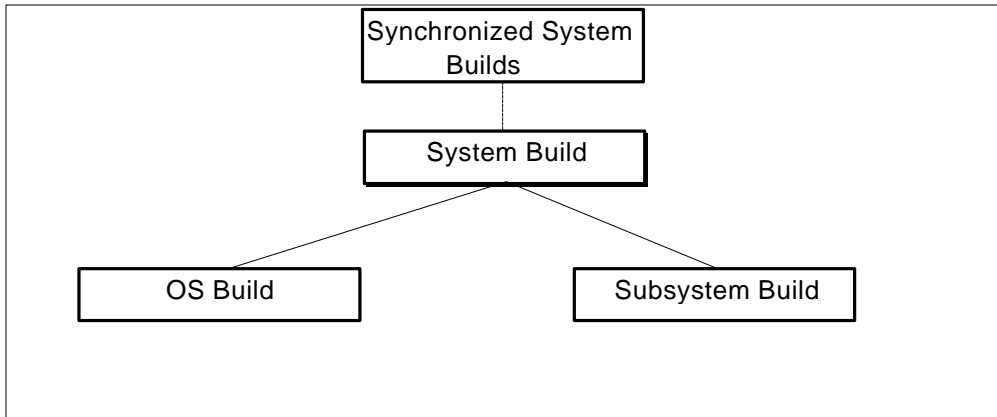 Synchronized System
Builds
System Build
OS Build
Subsystem Build